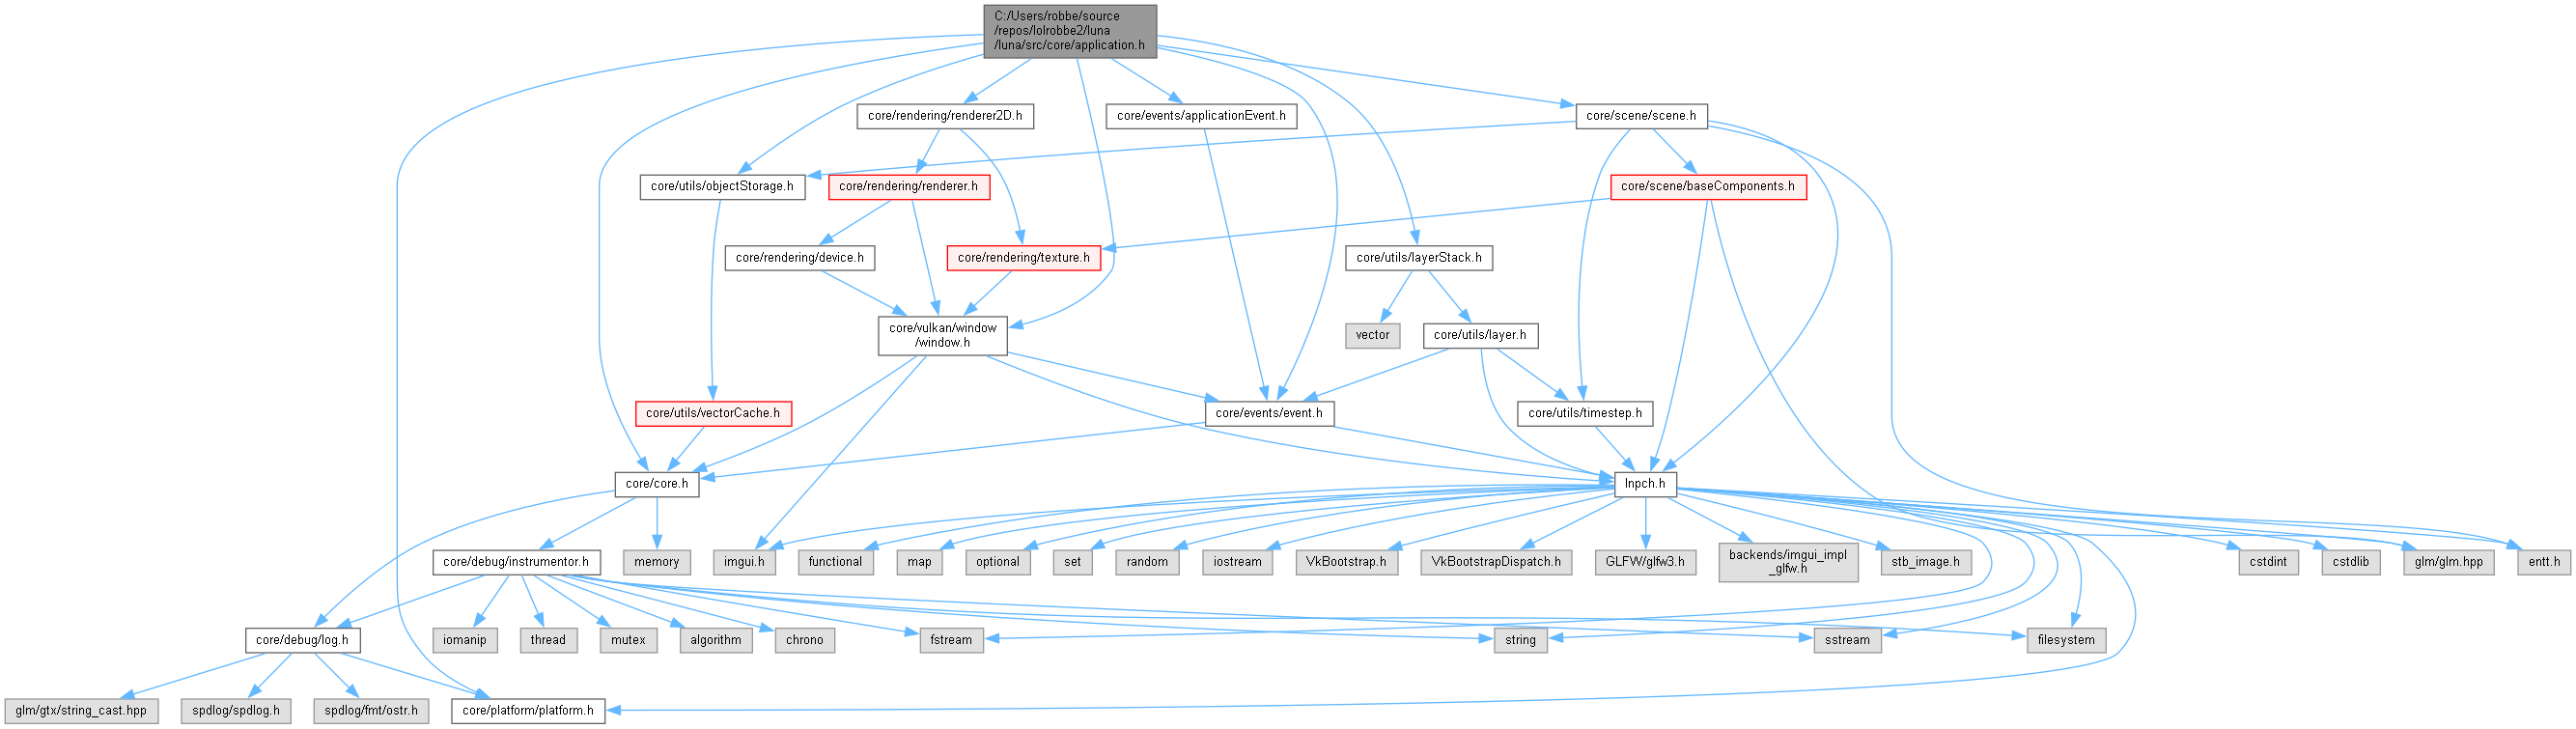 C:/Users/robbe/source
/repos/lolrobbe2/luna
/luna/src/core/application.h
core/rendering/renderer2D.h
core/events/applicationEvent.h
core/scene/scene.h
core/utils/objectStorage.h
core/rendering/renderer.h
core/scene/baseComponents.h
core/rendering/device.h
core/rendering/texture.h
core/utils/layerStack.h
core/vulkan/window
/window.h
vector
core/utils/layer.h
core/utils/vectorCache.h
core/events/event.h
core/utils/timestep.h
core/core.h
lnpch.h
core/debug/instrumentor.h
memory
imgui.h
functional
map
optional
set
random
iostream
VkBootstrap.h
VkBootstrapDispatch.h
GLFW/glfw3.h
backends/imgui_impl
_glfw.h
stb_image.h
cstdint
cstdlib
glm/glm.hpp
entt.h
core/debug/log.h
iomanip
thread
mutex
algorithm
chrono
fstream
string
sstream
filesystem
glm/gtx/string_cast.hpp
spdlog/spdlog.h
spdlog/fmt/ostr.h
core/platform/platform.h